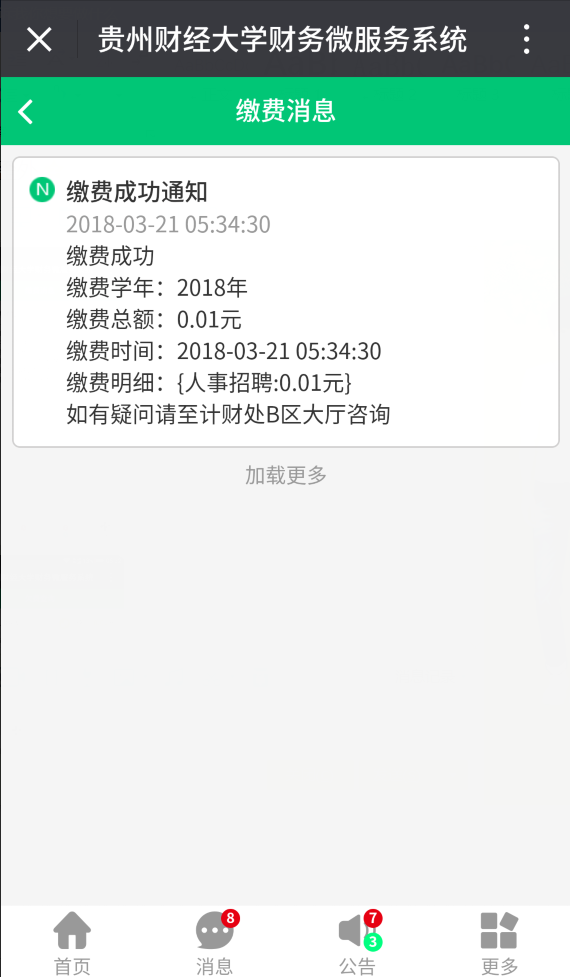 贵州财经大学财务微服务系统
缴费消息
N 缴费成功通知
2018-03-21 05:34:30
缴费成功
缴费学年：2018年
缴费总额：0.01元
缴费时间：2018-03-21 05:34:30
缴费明细：{人事招聘:0.01元}
如有疑问请至计财处B区大厅咨询
加载更多
8
7
3
首页
消息
公告
更多